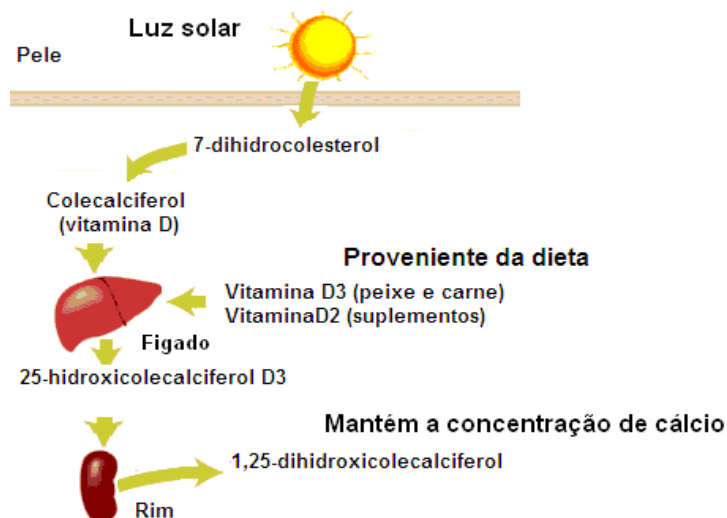 Luz solar
Pele
7-dihidrocolesterol
Colecalciferol
(vitamina D)
Proveniente da dieta
Vitamina D3 (peixe e carne)
VitaminaD2 (suplementos)
Figado
25-hidroxicolecalciferol D3
Mantém a concentração de cálcio
1,25-dihidroxicolecalciferol
Rim